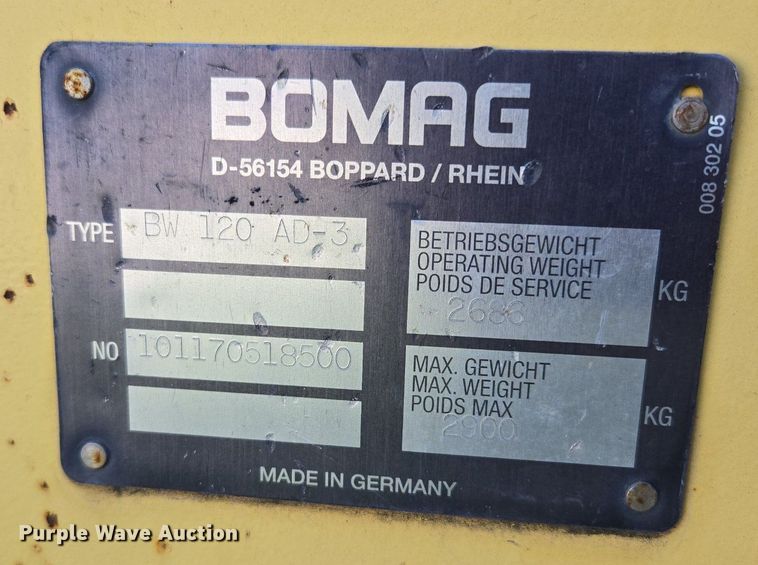 BOMAG
D-56154 BOPPARD / RHEIN
008 302 05
TYPE BW 120 AD-3
BETRIEBSGEWICHT
OPERATING WEIGHT
POIDS DE SERVICE
2686 KG
NO 101170518500
MAX. GEWICHT
MAX. WEIGHT
POIDS MAX
2900 KG
MADE IN GERMANY
Purple Wave Auction